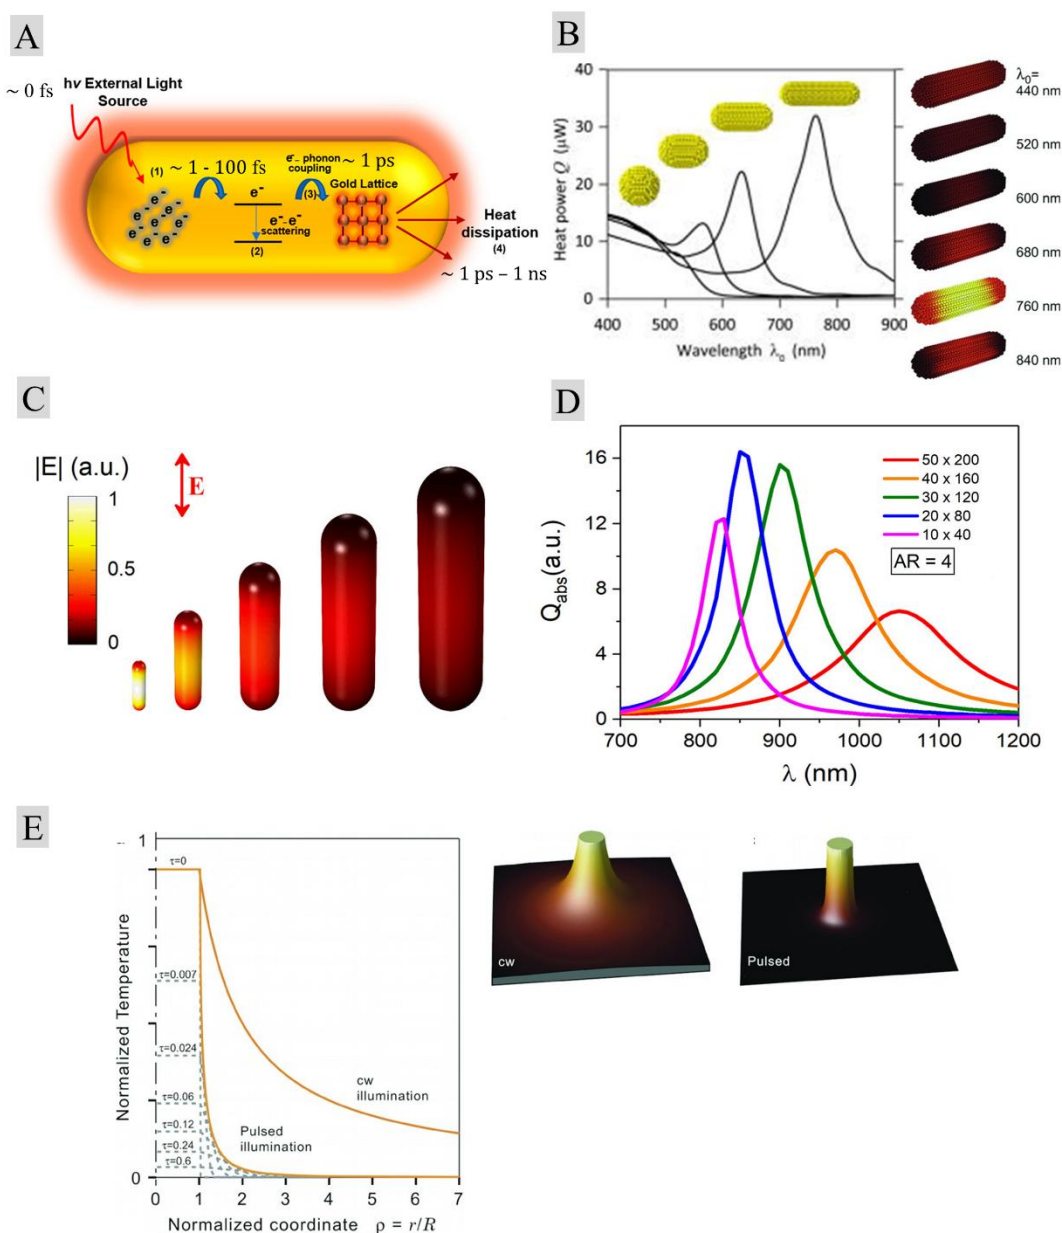 A
hν External Light
Source
~ 0 fs
(1) ~ 1 - 100 fs
e⁻- phonon
coupling
~ 1 ps
(3)
Gold Lattice
e⁻
e⁻ e⁻
e⁻ e⁻ e⁻
e⁻ e⁻
e⁻
e⁻- e⁻
scattering
(2)
Heat
dissipation
(4)
~ 1 ps – 1 ns
B
40
30
20
10
0
Heat power Q (µW)
400 500 600 700 800 900
Wavelength λ₀ (nm)
λ₀=
440 nm
520 nm
600 nm
680 nm
760 nm
840 nm
C
|E| (a.u.)
1
0.5
0
E
D
16
12
8
4
0
Qabs(a.u.)
50 x 200
40 x 160
30 x 120
20 x 80
10 x 40
AR = 4
700 800 900 1000 1100 1200
λ (nm)
E
1
τ=0
τ=0.007
τ=0.024
τ=0.06
τ=0.12
τ=0.24
τ=0.6
0
Normalized Temperature
cw
illumination
Pulsed
illumination
0 1 2 3 4 5 6 7
Normalized coordinate ρ = r/R
cw
Pulsed